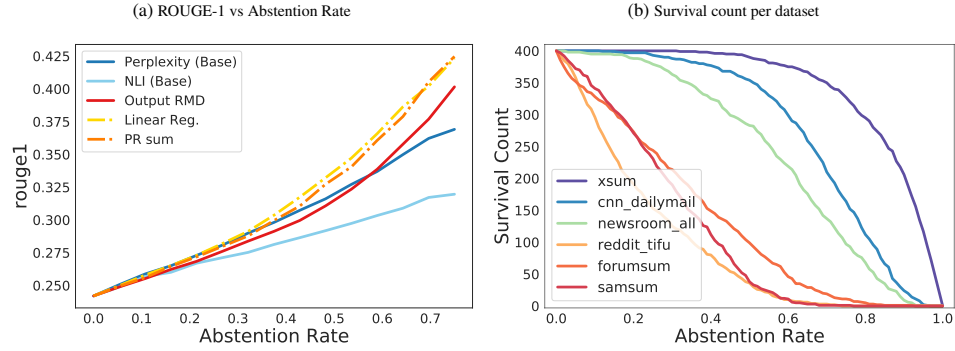 (a) ROUGE-1 vs Abstention Rate
rouge1
0.425
0.400
0.375
0.350
0.325
0.300
0.275
0.250
Perplexity (Base)
NLI (Base)
Output RMD
Linear Reg.
PR sum
0.0 0.1 0.2 0.3 0.4 0.5 0.6 0.7
Abstention Rate
(b) Survival count per dataset
Survival Count
400
350
300
250
200
150
100
50
0
xsum
cnn_dailymail
newsroom_all
reddit_tifu
forumsum
samsum
0.0 0.2 0.4 0.6 0.8 1.0
Abstention Rate